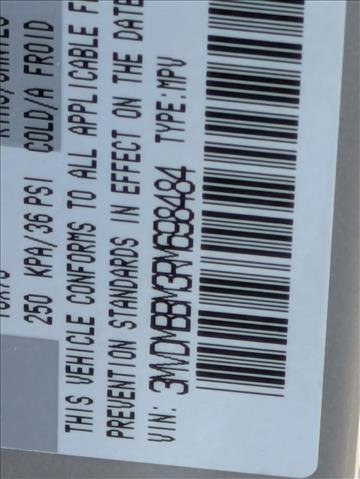 250 KPA/36 PSI COLD/A FROID
THIS VEHICLE CONFORMS TO ALL APPLICABLE
PREVENTION STANDARDS IN EFFECT ON THE DATE
VIN: 3MVDMBBM3RM698484 TYPE:MPV